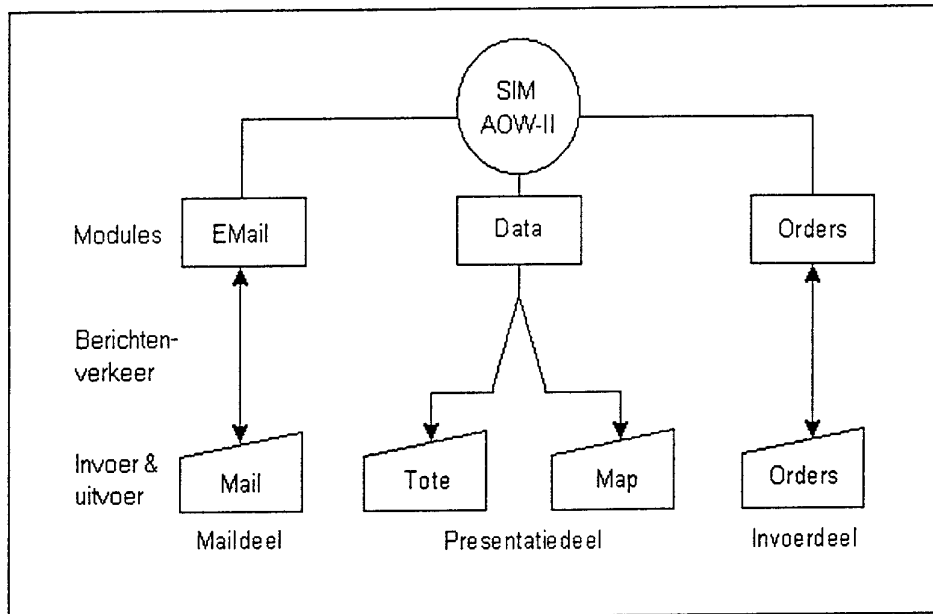 SIM
AOW-II
Modules
EMail
Data
Orders
Berichten-
verkeer
Invoer &
uitvoer
Mail
Tote
Map
Orders
Maildeel
Presentatiedeel
Invoerdeel